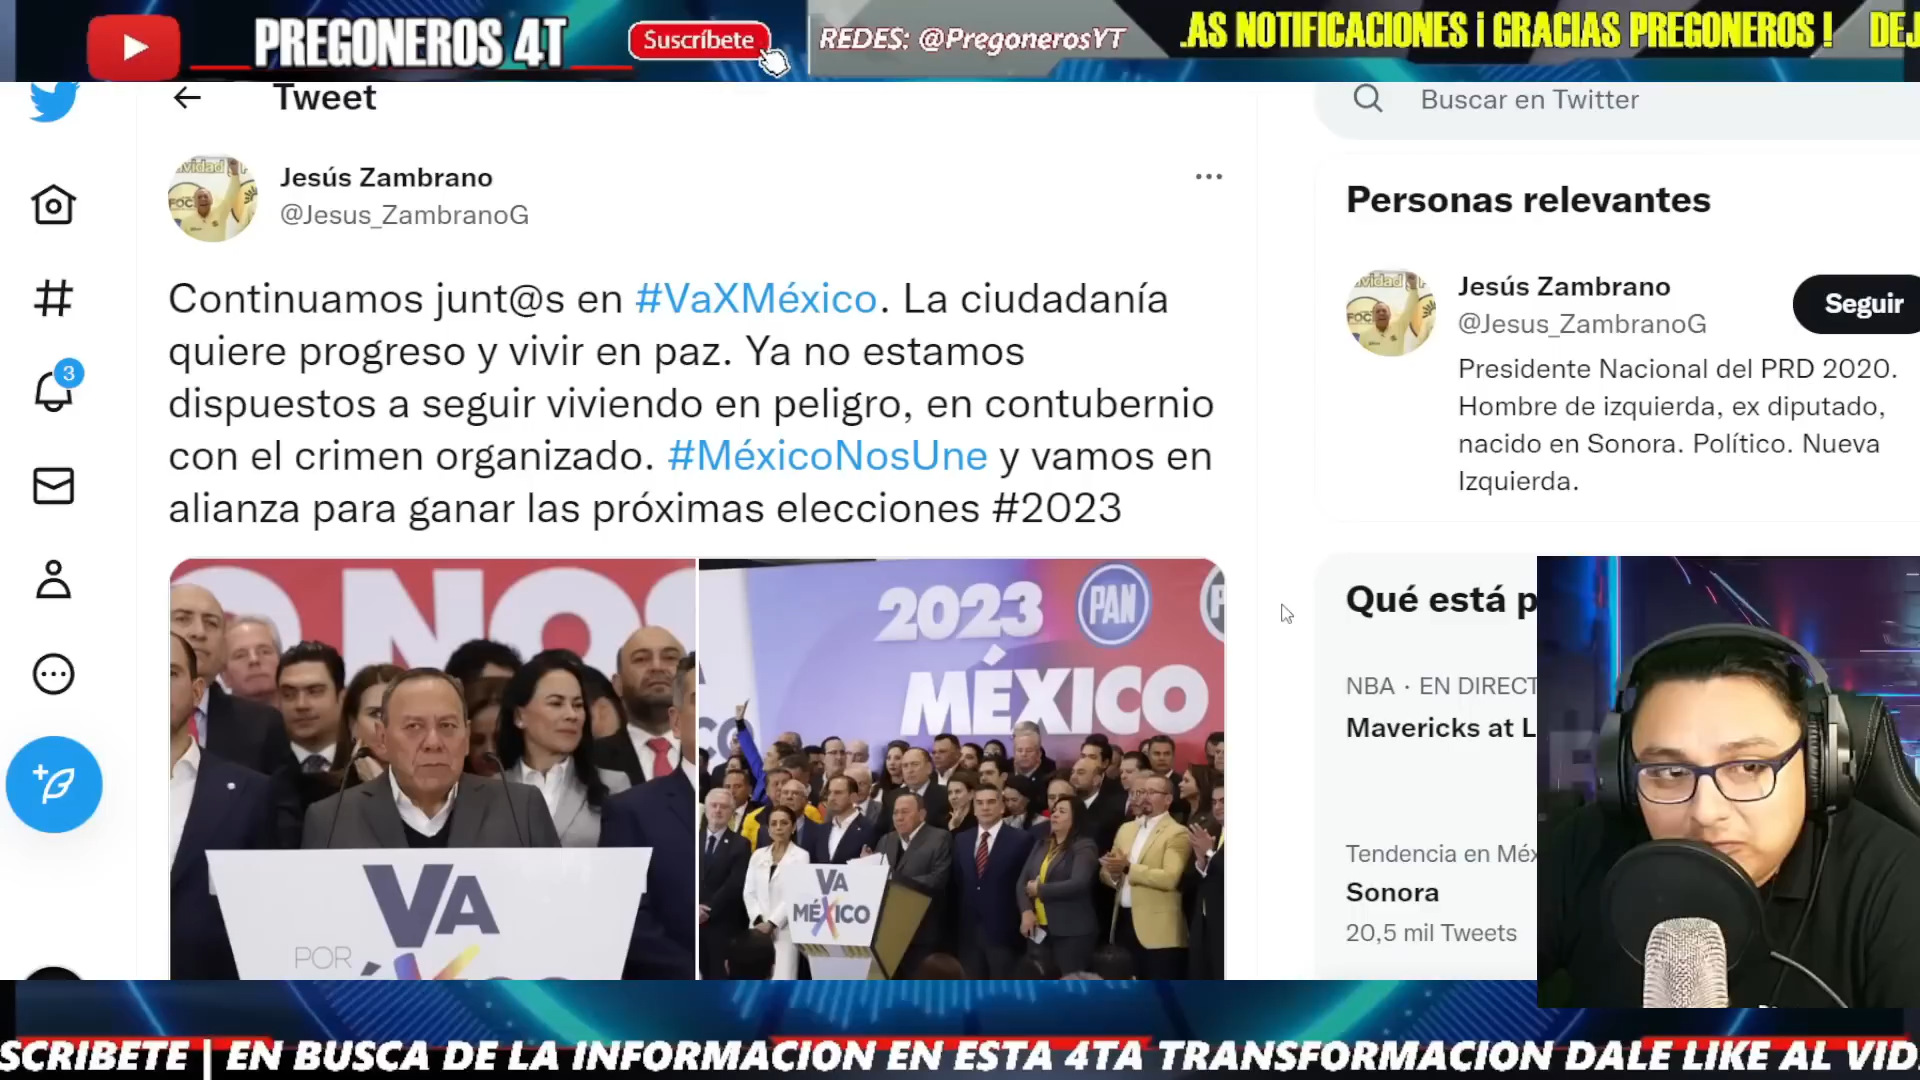 PREGONEROS 4T
Suscríbete
REDES: @PregonerosYT
.AS NOTIFICACIONES ¡ GRACIAS PREGONEROS ! DEJ
Tweet
Buscar en Twitter
Jesús Zambrano
@Jesus_ZambranoG
3
Continuamos junt@s en #VaXMéxico. La ciudadanía
quiere progreso y vivir en paz. Ya no estamos
dispuestos a seguir viviendo en peligro, en contubernio
con el crimen organizado. #MéxicoNosUne y vamos en
alianza para ganar las próximas elecciones #2023
Personas relevantes
Jesús Zambrano
@Jesus_ZambranoG
Seguir
Presidente Nacional del PRD 2020.
Hombre de izquierda, ex diputado,
nacido en Sonora. Político. Nueva
Izquierda.
O NOS
VA
POR
2023
PAN
P
MÉXICO
VA
MÉXICO
Qué está p
NBA · EN DIRECT
Mavericks at L
Tendencia en Méx
Sonora
20,5 mil Tweets
SCRIBETE | EN BUSCA DE LA INFORMACION EN ESTA 4TA TRANSFORMACION DALE LIKE AL VID